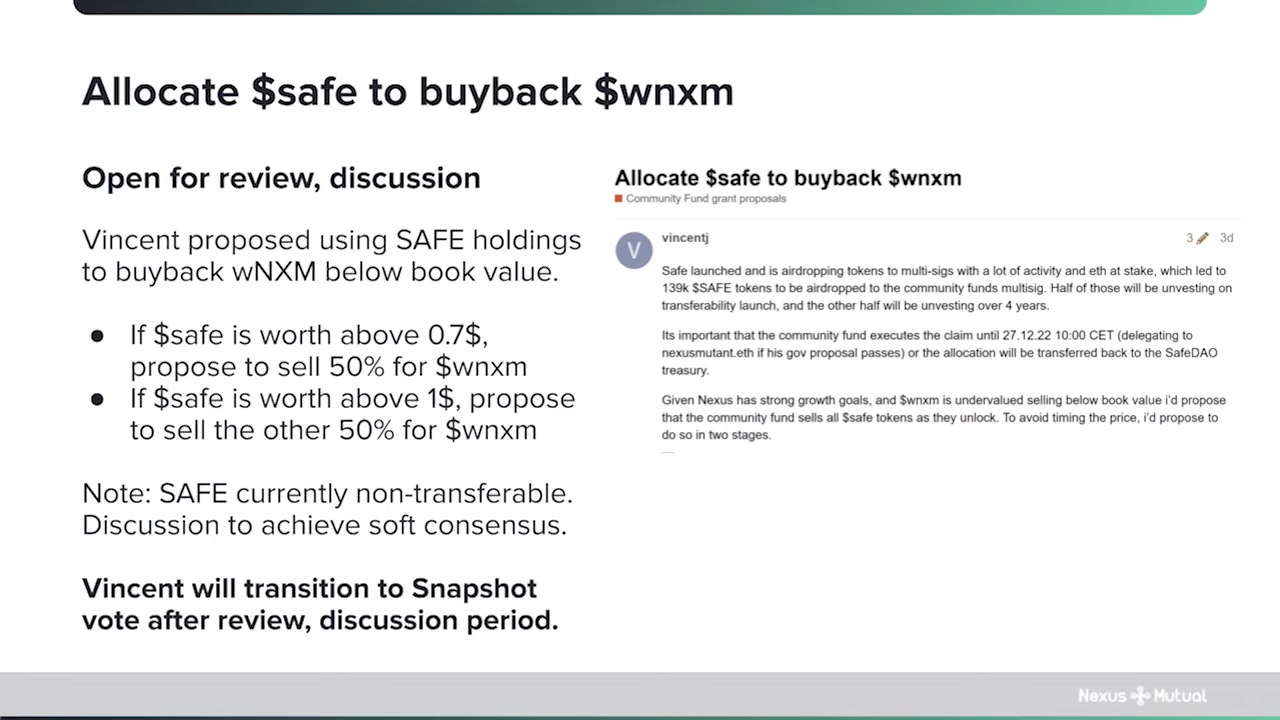 Allocate $safe to buyback $wnxm
Open for review, discussion
Vincent proposed using SAFE holdings
to buyback wNXM below book value.
● If $safe is worth above 0.7$,
propose to sell 50% for $wnxm
● If $safe is worth above 1$, propose
to sell the other 50% for $wnxm
Note: SAFE currently non-transferable.
Discussion to achieve soft consensus.
Vincent will transition to Snapshot
vote after review, discussion period.
Allocate $safe to buyback $wnxm
Community Fund grant proposals
V
vincentj
3
3d
Safe launched and is airdropping tokens to multi-sigs with a lot of activity and eth at stake, which led to
139k $SAFE tokens to be airdropped to the community funds multisig. Half of those will be unvesting on
transferability launch, and the other half will be unvesting over 4 years.
Its important that the community fund executes the claim until 27.12.22 10:00 CET (delegating to
nexusmutant.eth if his gov proposal passes) or the allocation will be transferred back to the SafeDAO
treasury.
Given Nexus has strong growth goals, and $wnxm is undervalued selling below book value i'd propose
that the community fund sells all $safe tokens as they unlock. To avoid timing the price, i'd propose to
do so in two stages.
Nexus Mutual